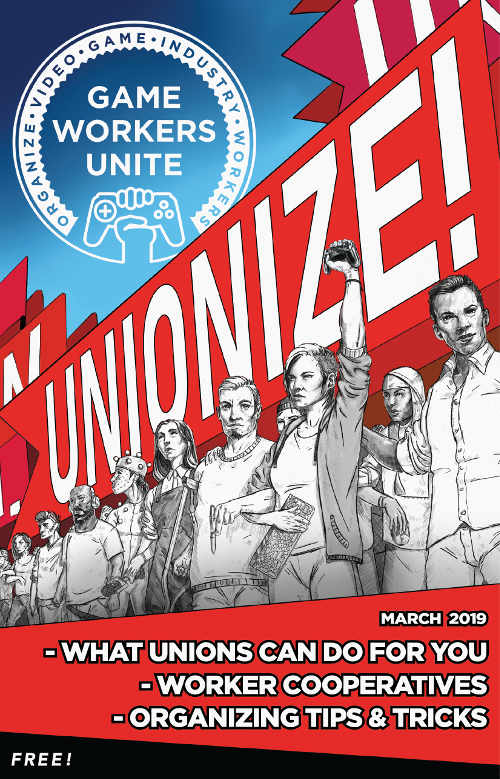 ORGANIZE • VIDEO • GAME • INDUSTRY • WORKERS
GAME
WORKERS
UNITE
UNIONIZE!
MARCH 2019
- WHAT UNIONS CAN DO FOR YOU
- WORKER COOPERATIVES
- ORGANIZING TIPS & TRICKS
FREE!